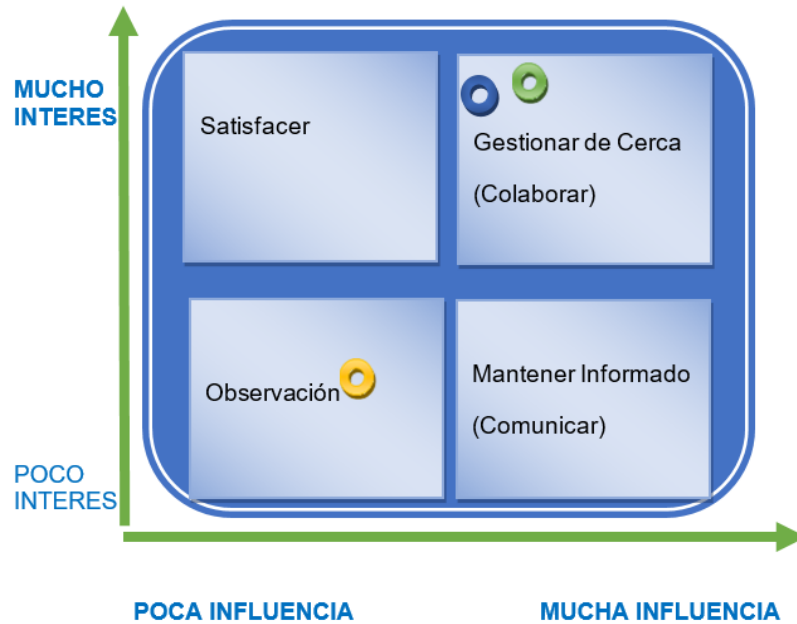 MUCHO
INTERES
Satisfacer
Gestionar de Cerca
(Colaborar)
Observación
Mantener Informado
(Comunicar)
POCO
INTERES
POCA INFLUENCIA
MUCHA INFLUENCIA